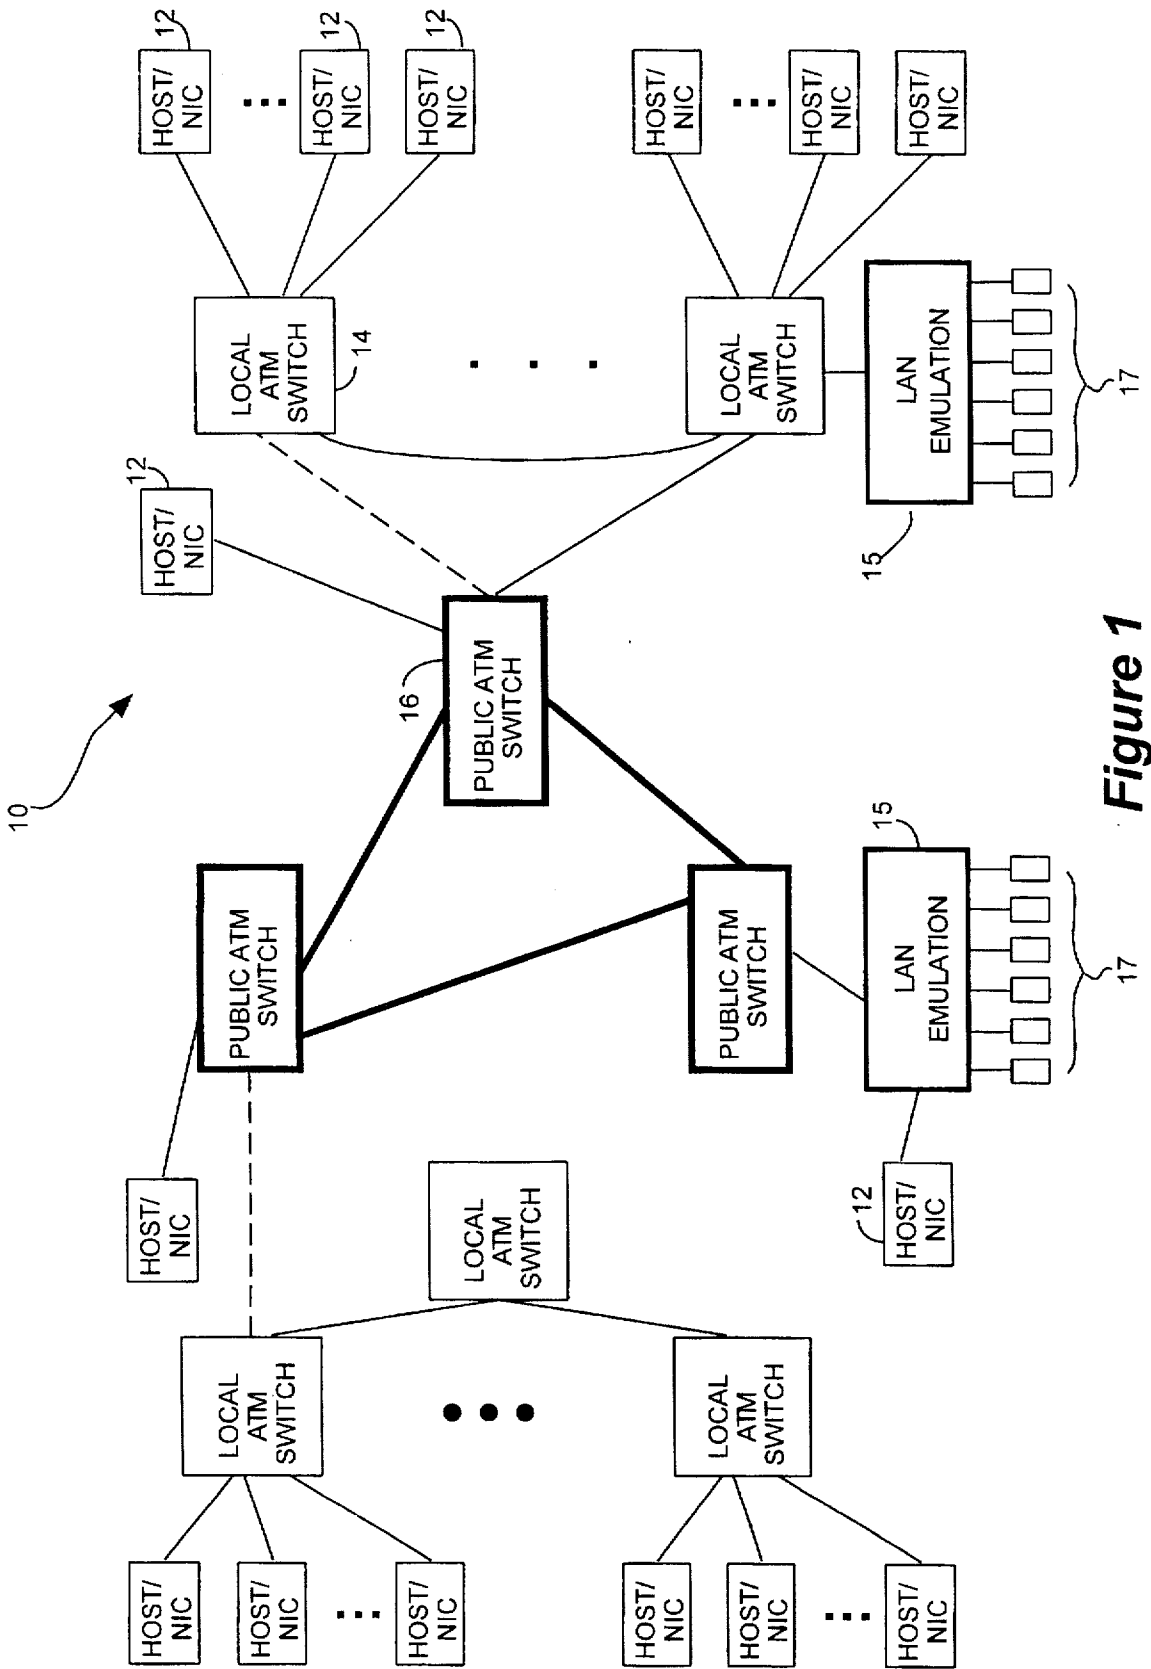 10
HOST/
NIC
HOST/
NIC
HOST/
NIC
LOCAL
ATM
SWITCH
HOST/
NIC
PUBLIC ATM
SWITCH
HOST/
NIC
12
LOCAL
ATM
SWITCH
14
HOST/
NIC
12
HOST/
NIC
12
HOST/
NIC
12
LOCAL
ATM
SWITCH
16
PUBLIC ATM
SWITCH
HOST/
NIC
HOST/
NIC
HOST/
NIC
LOCAL
ATM
SWITCH
PUBLIC ATM
SWITCH
LOCAL
ATM
SWITCH
HOST/
NIC
HOST/
NIC
HOST/
NIC
12
HOST/
NIC
15
LAN
EMULATION
17
15
LAN
EMULATION
17
Figure 1